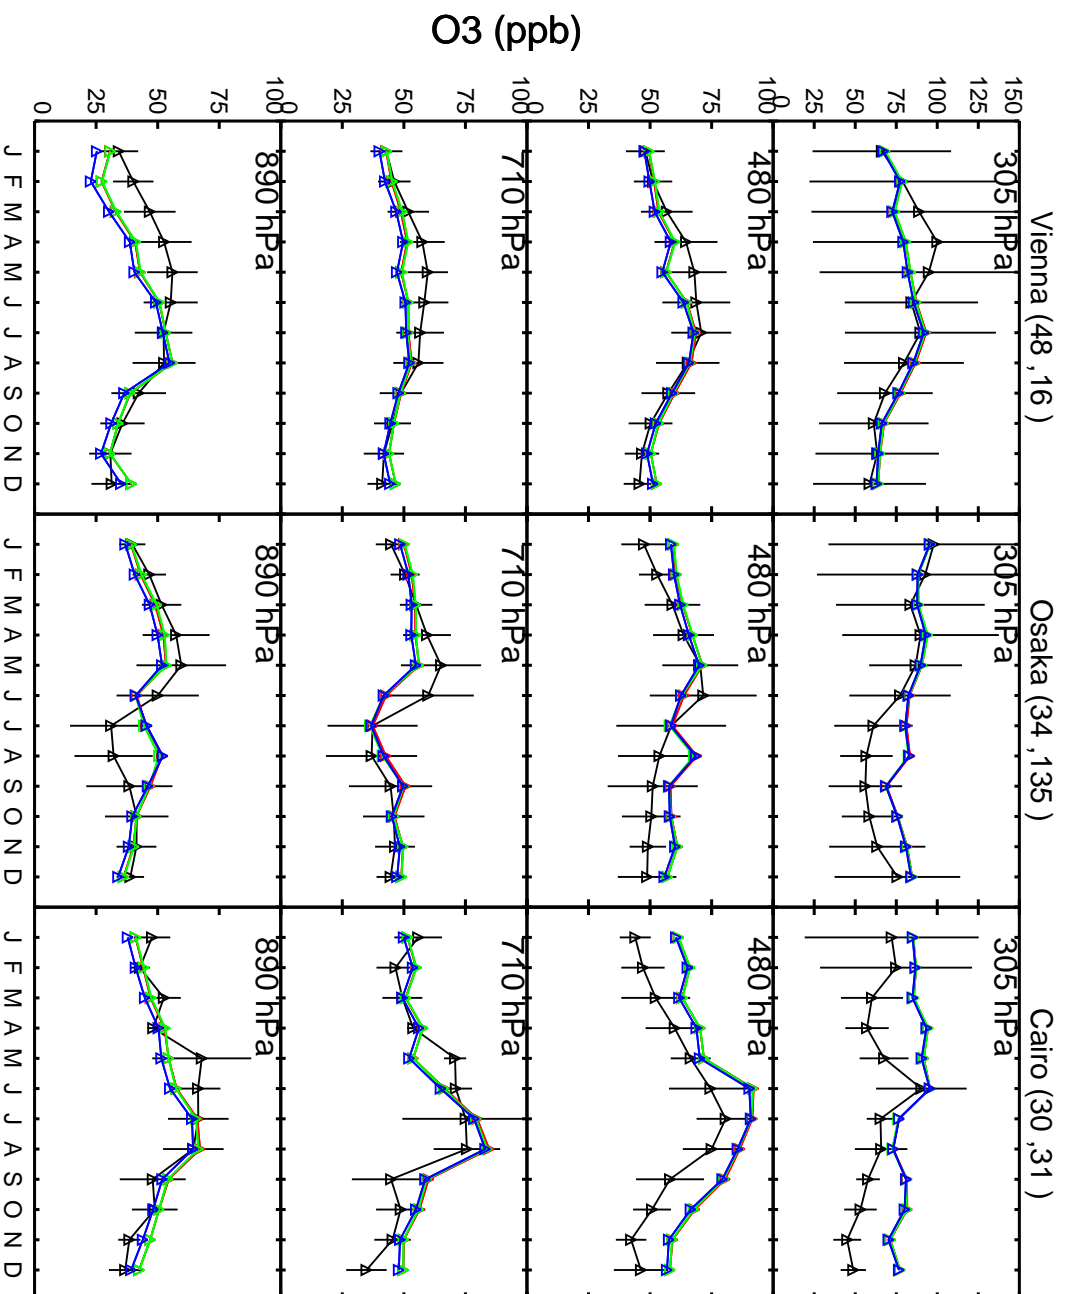 O3 (ppb)
Vienna (48 ,16 )
Osaka (34 ,135 )
Cairo (30 ,31 )
150
125
100
75
50
25
0
305 hPa
305 hPa
305 hPa
100
75
50
25
0
480 hPa
480 hPa
480 hPa
100
75
50
25
0
710 hPa
710 hPa
710 hPa
100
75
50
25
0
890 hPa
890 hPa
890 hPa
J F M A M J J A S O N D
J F M A M J J A S O N D
J F M A M J J A S O N D